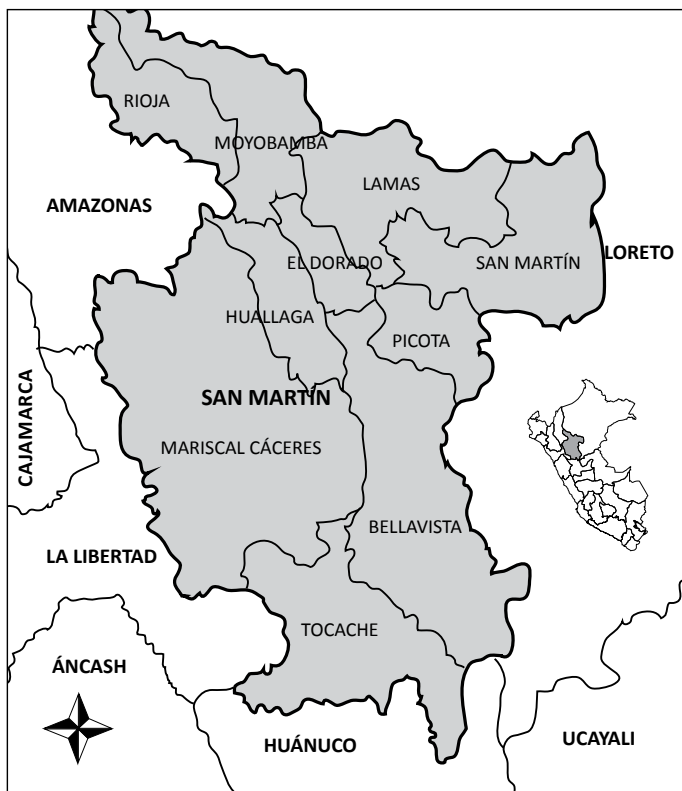 RIOJA
MOYOBAMBA
LAMAS
AMAZONAS
EL DORADO
SAN MARTÍN
LORETO
HUALLAGA
PICOTA
SAN MARTÍN
CAJAMARCA
MARISCAL CÁCERES
BELLAVISTA
LA LIBERTAD
TOCACHE
ÁNCASH
HUÁNUCO
UCAYALI